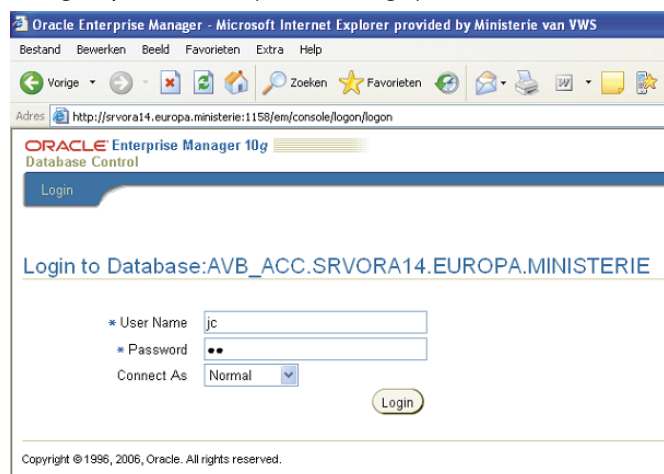 Oracle Enterprise Manager - Microsoft Internet Explorer provided by Ministerie van VWS
Bestand Bewerken Beeld Favorieten Extra Help
Vorige Zoeken Favorieten
Adres http://srvora14.europa.ministerie:1158/em/console/logon/logon
ORACLE Enterprise Manager 10g
Database Control
Login
Login to Database:AVB_ACC.SRVORA14.EUROPA.MINISTERIE
* User Name jc
* Password ●●
Connect As Normal
Login
Copyright © 1996, 2006, Oracle. All rights reserved.